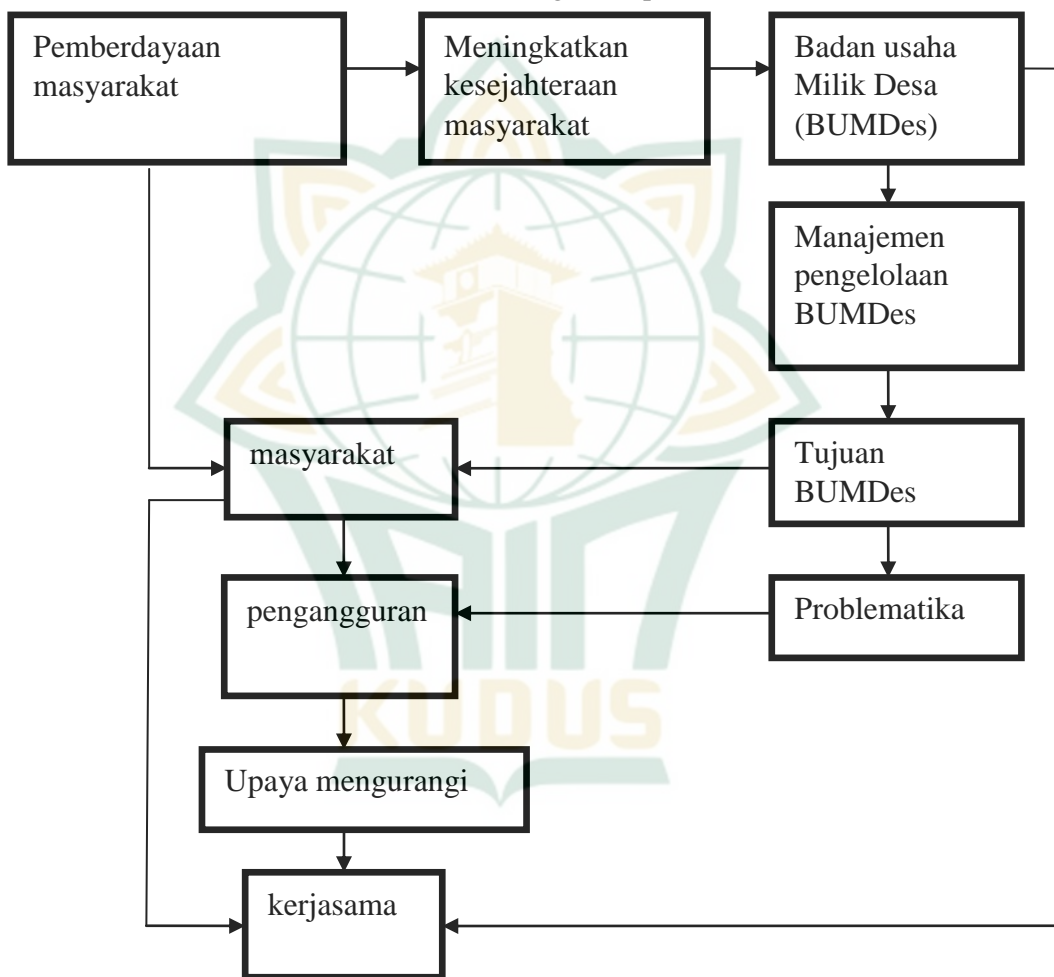 Pemberdayaan
masyarakat
Meningkatkan
kesejahteraan
masyarakat
Badan usaha
Milik Desa
(BUMDes)
Manajemen
pengelolaan
BUMDes
masyarakat
Tujuan
BUMDes
pengangguran
Problematika
KUDUS
Upaya mengurangi
kerjasama